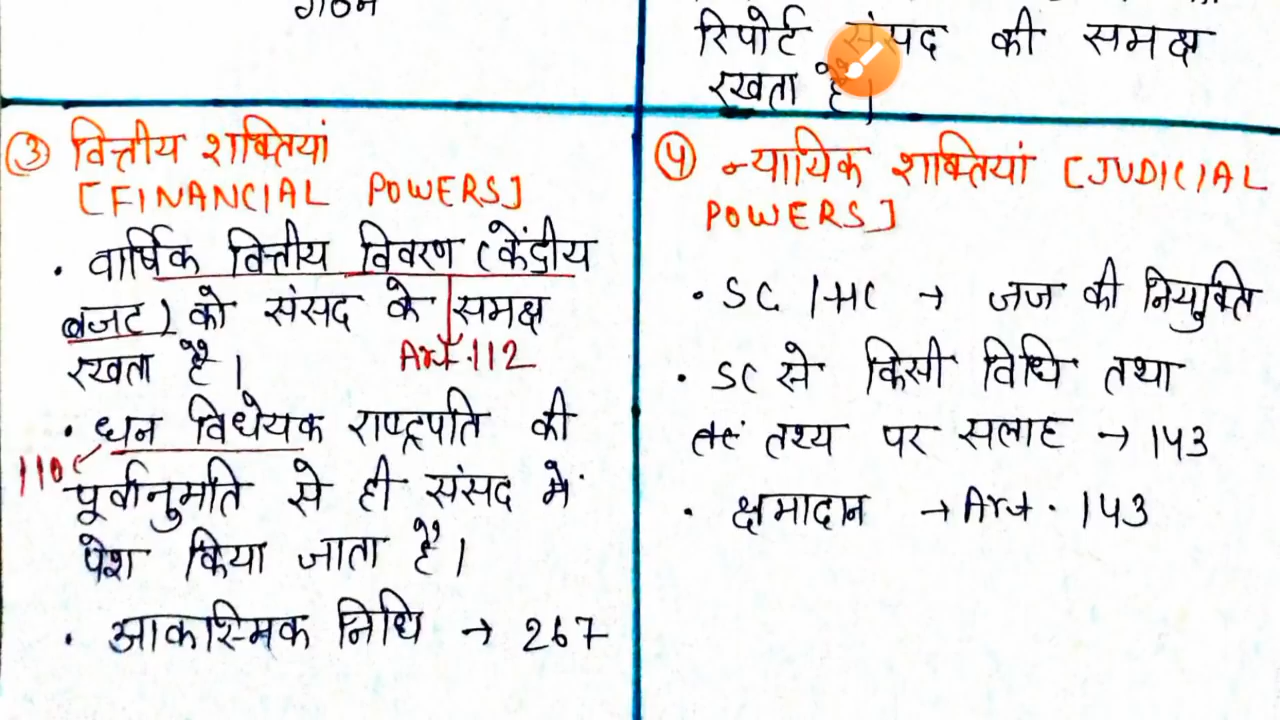 गठन
रिपोर्ट संसद की समक्ष
रखता है।
③ वित्तीय शक्तियां
[FINANCIAL POWERS]
• वार्षिक वित्तीय विवरण (केंद्रीय
बजट) को संसद के समक्ष
रखता है।
Art. 112
• धन विधेयक राष्ट्रपति की
110
पूर्वानुमति से ही संसद में
पेश किया जाता है।
• आकस्मिक निधि → 267
④ न्यायिक शक्तियां [JUDICIAL
POWERS]
• SC / HC → जज की नियुक्ति
• SC से किसी विधि तथा
तथ्य पर सलाह → 143
• क्षमादान → Art. 143